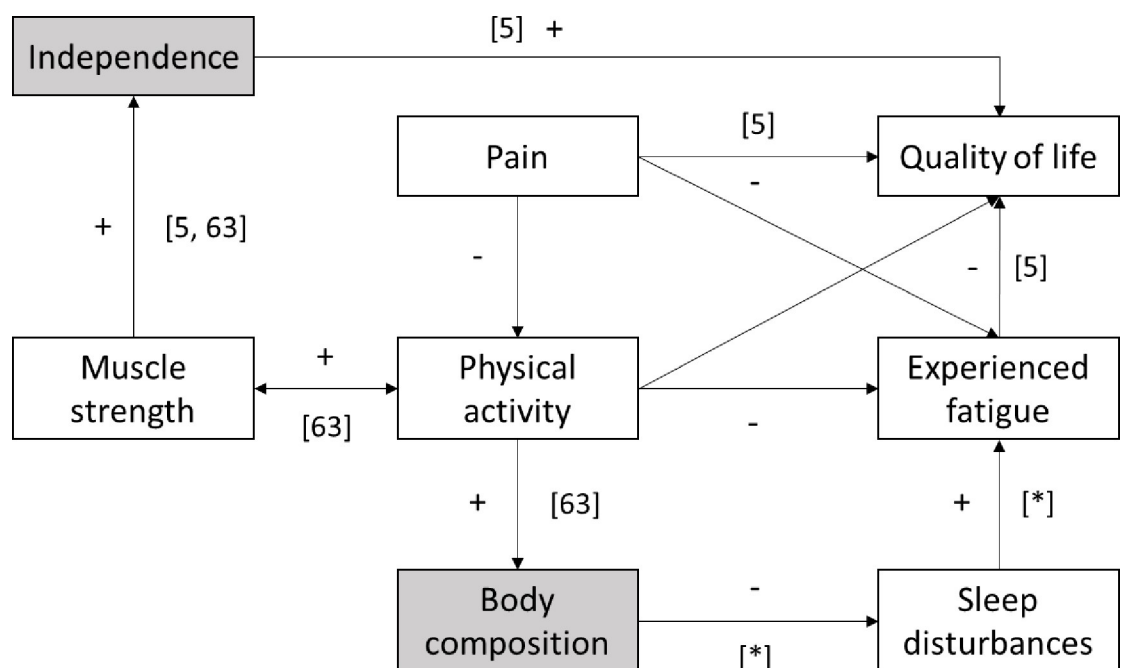 [5] +
Independence
Pain
[5]
-
Quality of life
+ [5, 63]
-
- [5]
Muscle
strength
+
[63]
Physical
activity
-
Experienced
fatigue
+ [63]
+ [*]
Body
composition
-
[*]
Sleep
disturbances